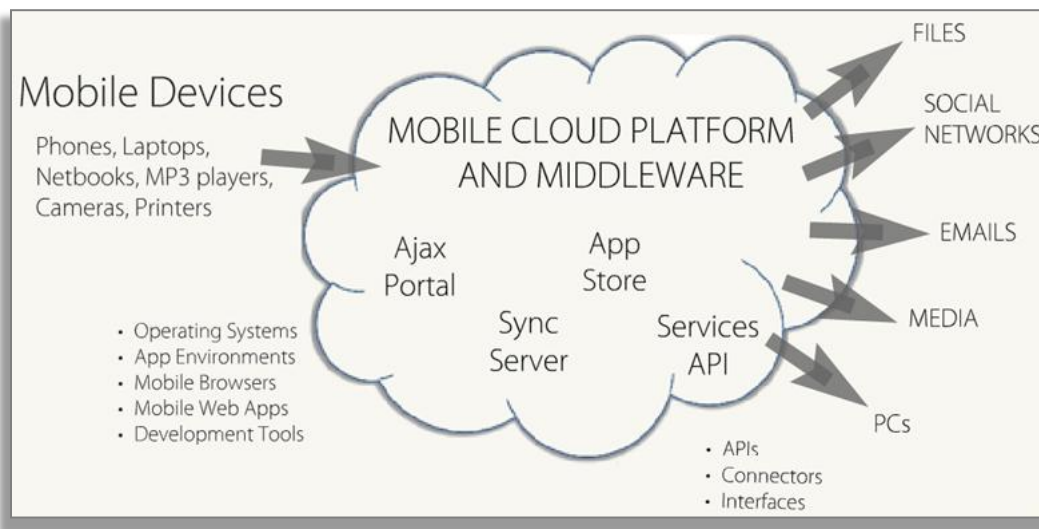 Mobile Devices
Phones, Laptops,
Netbooks, MP3 players,
Cameras, Printers
MOBILE CLOUD PLATFORM
AND MIDDLEWARE
Ajax
Portal
App
Store
Sync
Server
Services
API
FILES
SOCIAL
NETWORKS
EMAILS
MEDIA
PCs
• Operating Systems
• App Environments
• Mobile Browsers
• Mobile Web Apps
• Development Tools
• APIs
• Connectors
• Interfaces